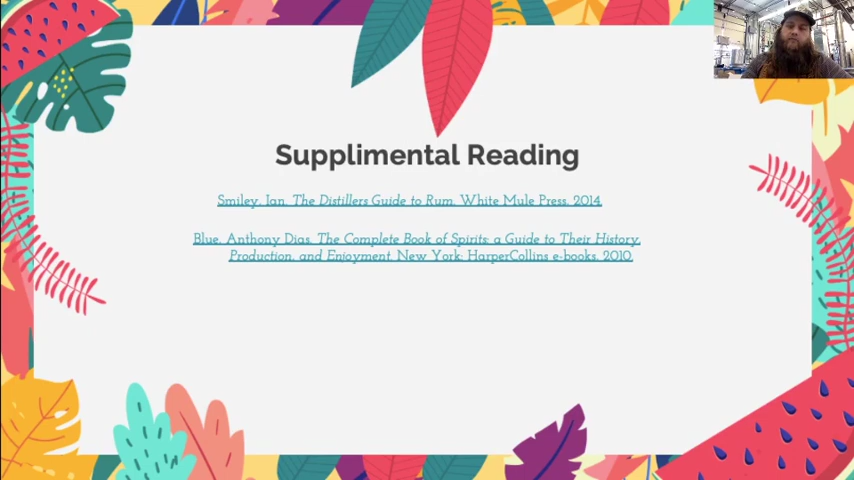 Supplimental Reading
Smiley, Ian. The Distillers Guide to Rum. White Mule Press, 2014.
Blue, Anthony Dias. The Complete Book of Spirits: a Guide to Their History,
Production, and Enjoyment. New York: HarperCollins e-books, 2010.